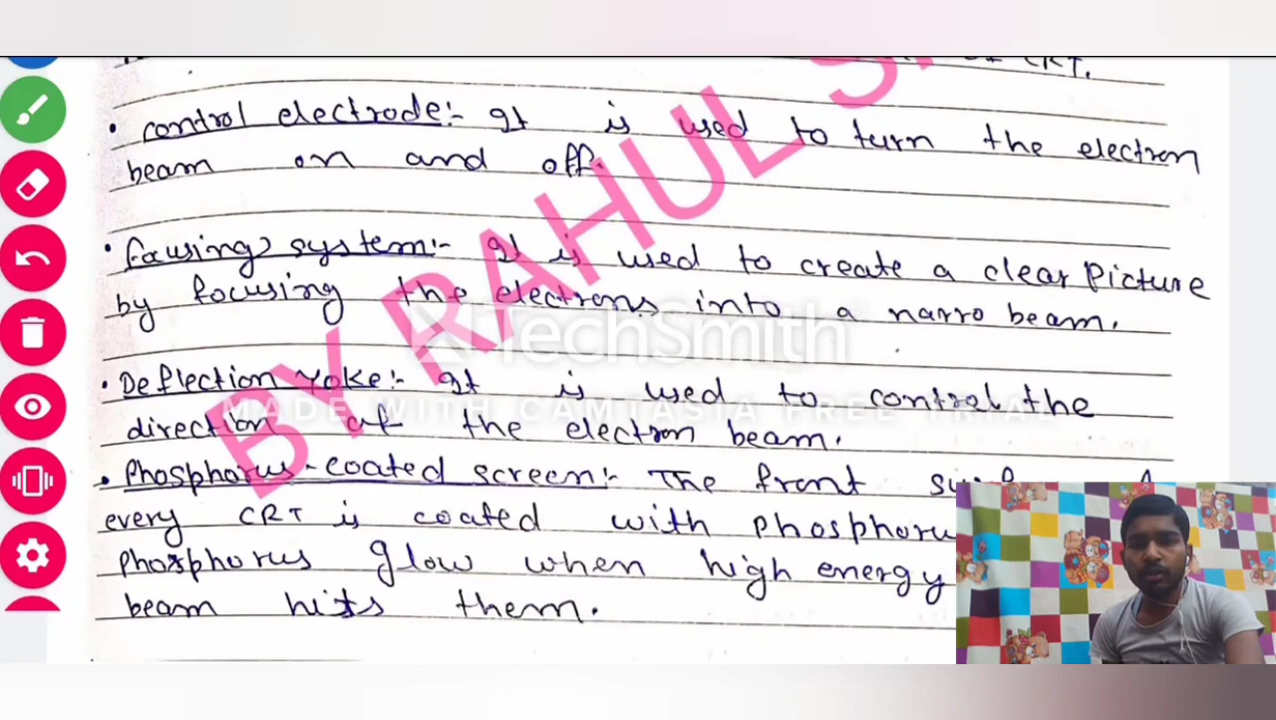 CRT.
• control electrode:- It is used to turn the electron
beam on and off.
• focusing system:- It is used to create a clear Picture
by focusing the electrons into a narro beam.
• Deflection Yoke:- It is used to control the
direction of the electron beam.
• Phosphorus-coated screen:- The front
every CRT is coated with phosphoru
phosphorus glow when high energy
beam hits them.
BY RAHUL S
TechSmith
MADE WITH CAMTASIA FREE TRIAL